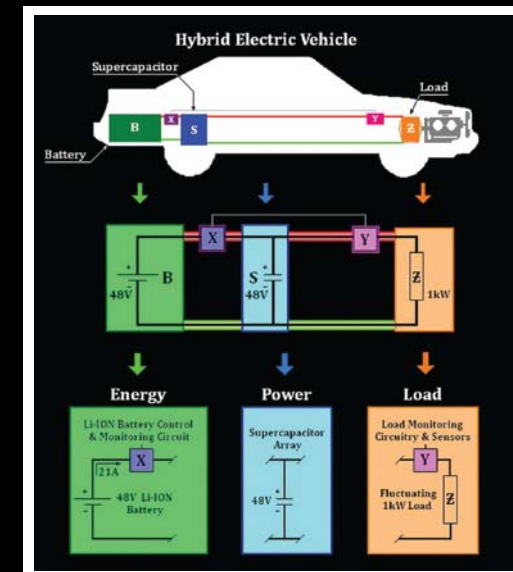 Hybrid Electric Vehicle
Supercapacitor
Load
B
X
S
Y
Z
Battery
X
Y
+
B
48V
-
S
+
48V
-
Z
1kW
Energy
Power
Load
Li-ION Battery Control
& Monitoring Circuit
X
21A
+
48V Li-ION
-
Battery
Supercapacitor
Array
+
48V
-
Load Monitoring
Circuitry & Sensors
Y
Fluctuating
1kW Load
Z